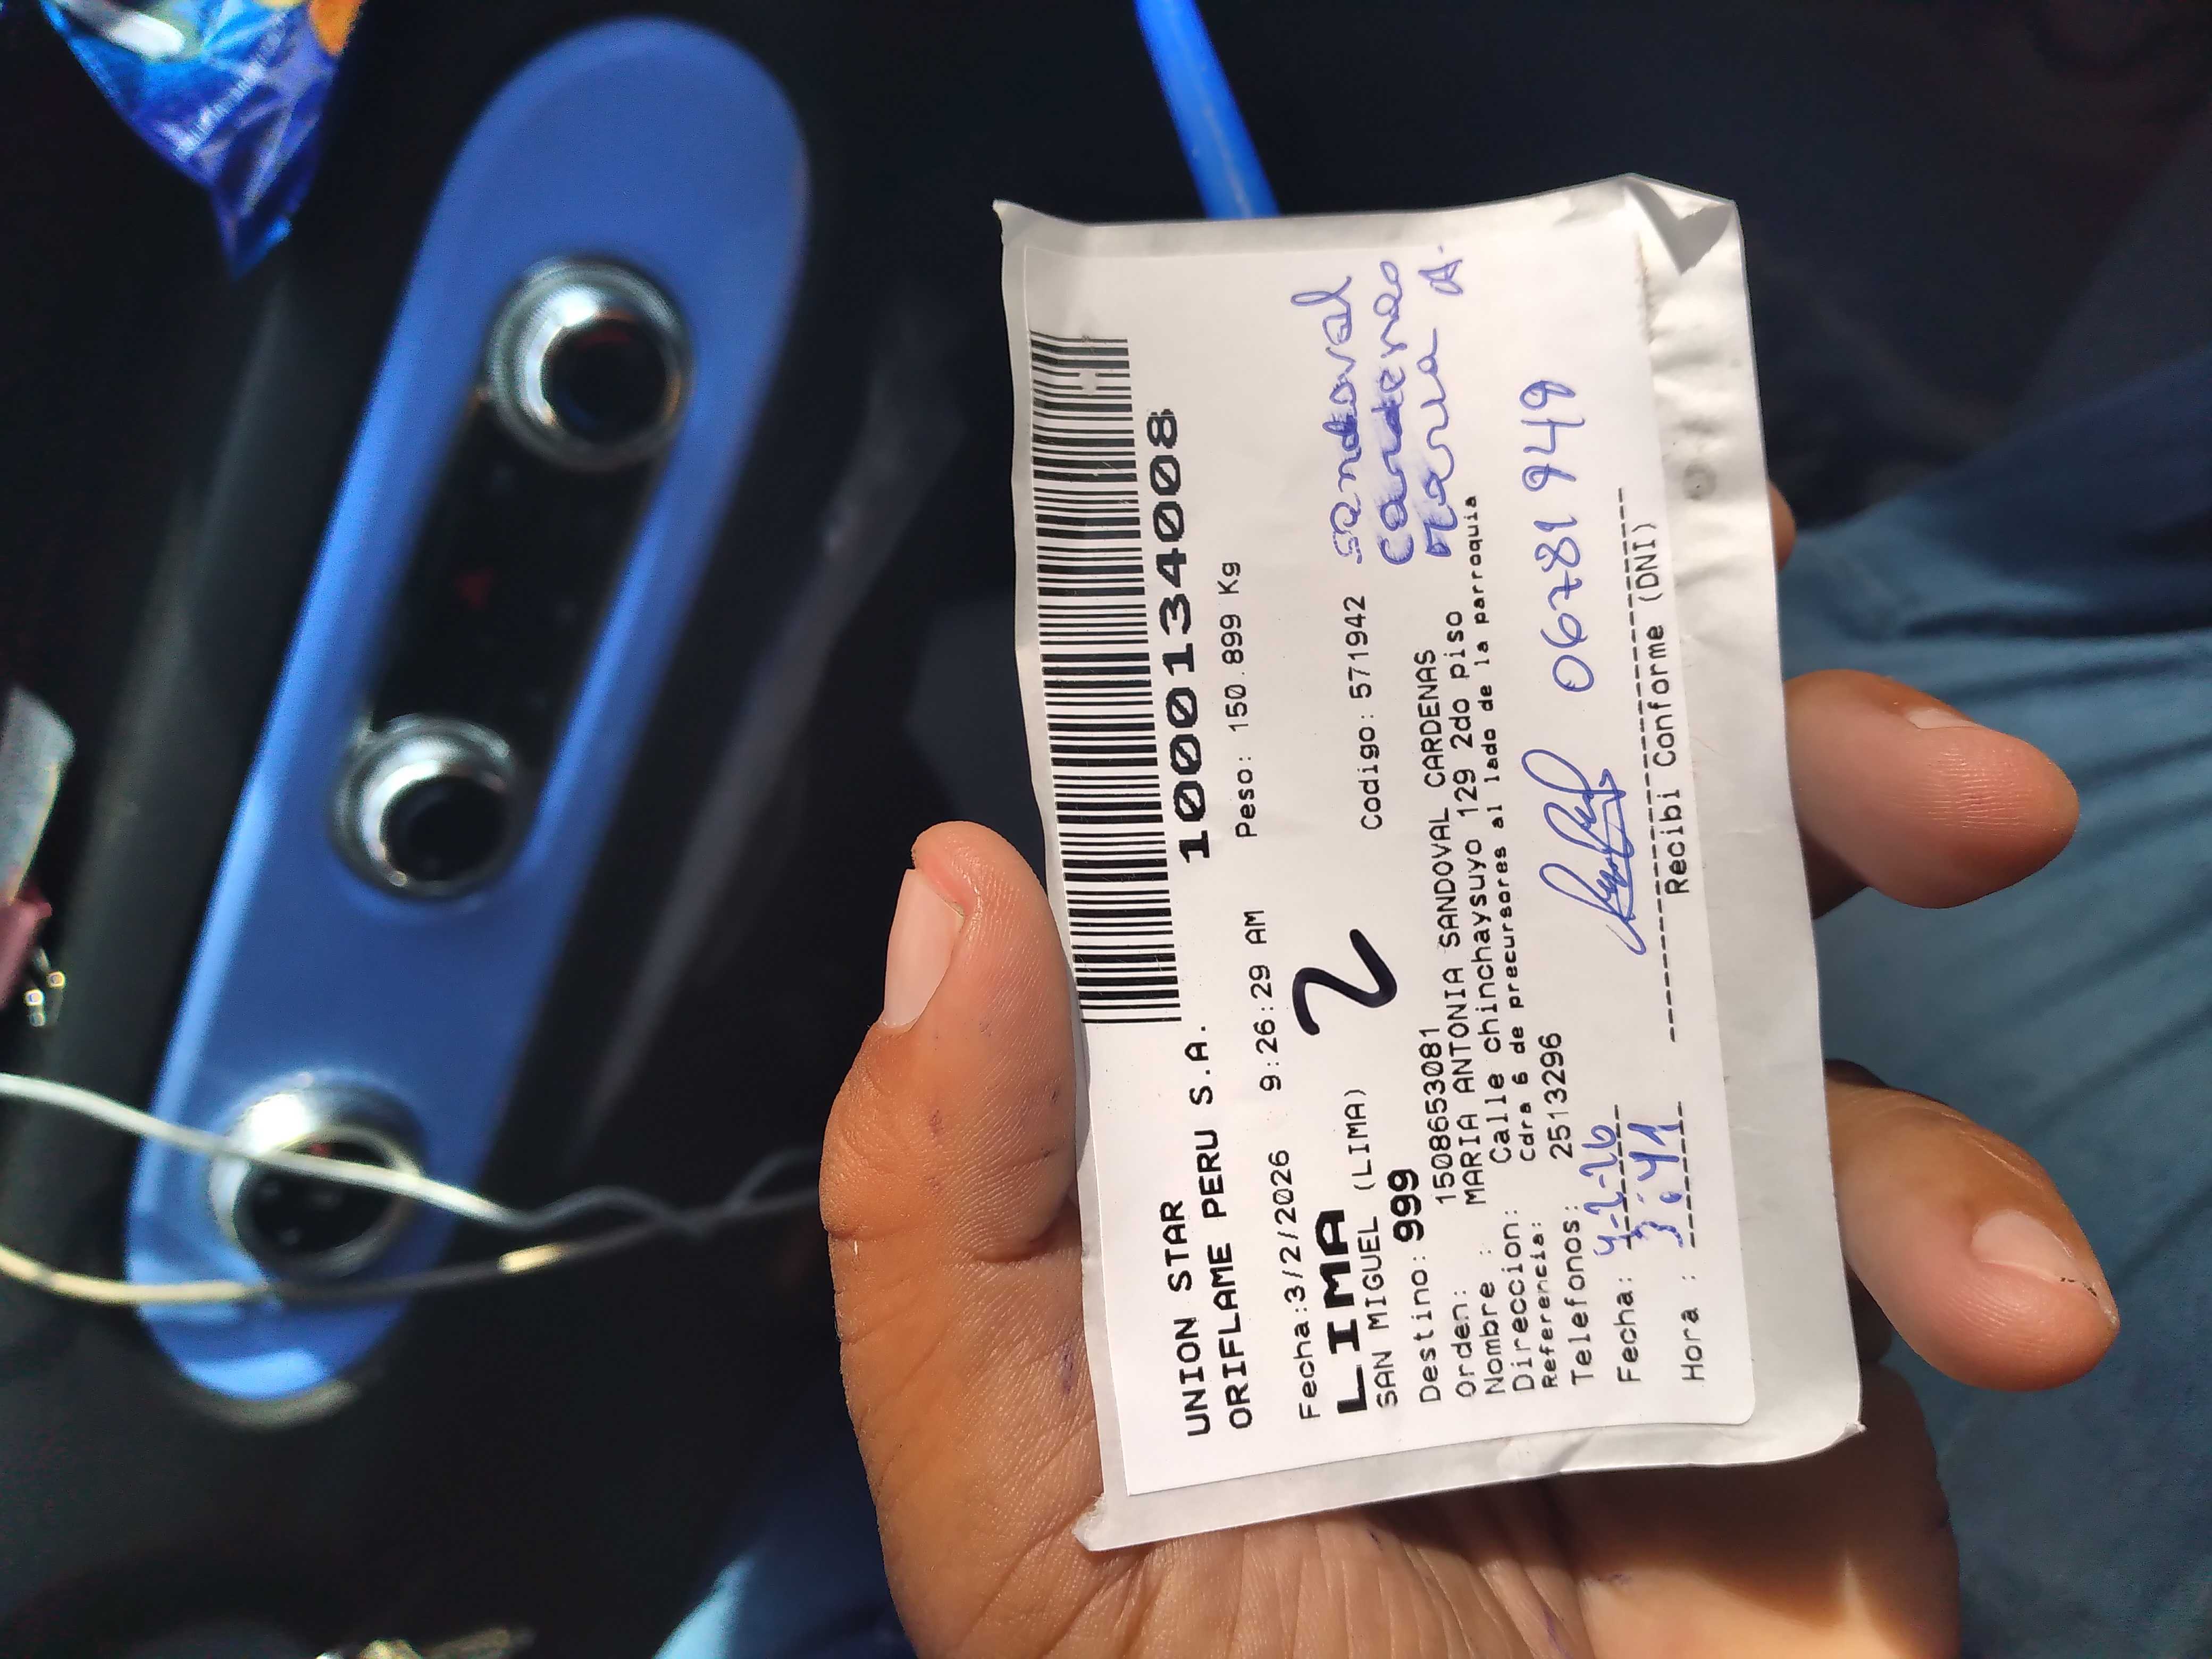 UNION STAR
ORIFLAME PERU S.A. 1000134008
Fecha:3/2/2026 9:26:29 AM Peso: 150.899 Kg
LIMA 2
SAN MIGUEL (LIMA)
Destino: 999 Codigo: 571942
Sandoval
Cardenas
Maria A.
Orden: 1508653081
Nombre : MARIA ANTONIA SANDOVAL CARDENAS
Direccion: Calle chinchaysuyo 129 2do piso
Referencia: Cdra 6 de precursores al lado de la parroquia
Telefonos: 2513296
06781949
Fecha: 4-2-26
Hora : 3:41
Recibi Conforme (DNI)